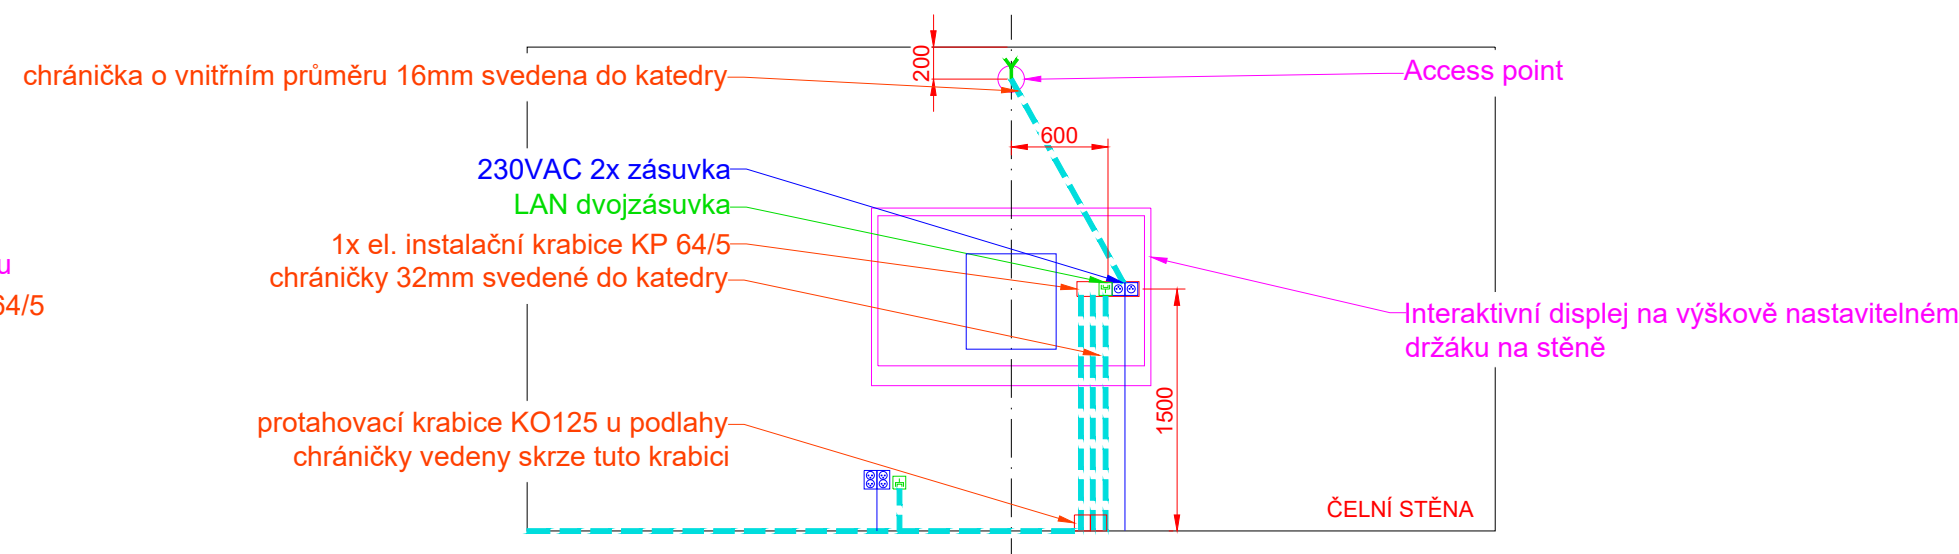 200
chránička o vnitřním průměru 16mm svedena do katedry
Access point
600
230VAC 2x zásuvka
LAN dvojzásuvka
1x el. instalační krabice KP 64/5
chráničky 32mm svedené do katedry
u
64/5
Interaktivní displej na výškově nastavitelném
držáku na stěně
1500
protahovací krabice KO125 u podlahy
chráničky vedeny skrze tuto krabici
ČELNÍ STĚNA